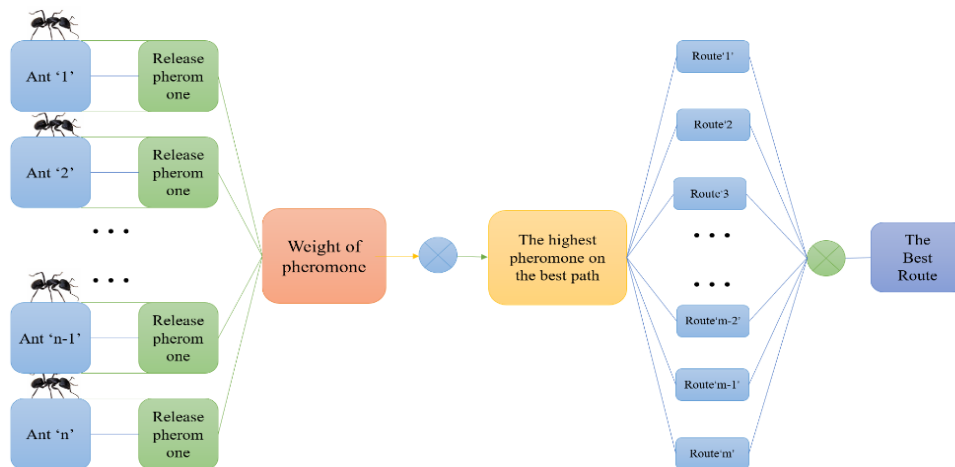 Ant ‘1’
Release
pherom
one
Ant ‘2’
Release
pherom
one
• • •
• • •
Ant ‘n-1’
Release
pherom
one
Ant ‘n’
Release
pherom
one
Weight of
pheromone
The highest
pheromone on
the best path
Route‘1’
Route‘2
Route‘3
• • •
• • •
Route‘m-2’
Route‘m-1’
Route‘m’
The
Best
Route